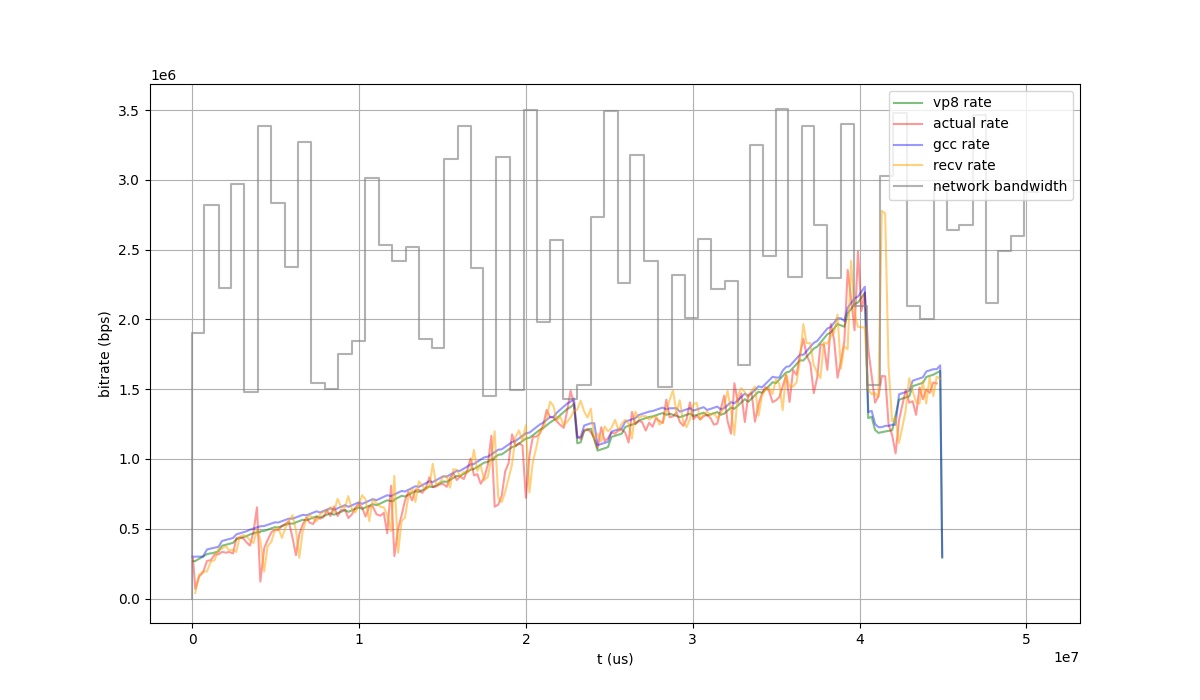 1e6
3.5
3.0
2.5
2.0
1.5
1.0
0.5
0.0
bitrate (bps)
vp8 rate
actual rate
gcc rate
recv rate
network bandwidth
0
1
2
3
4
5
t (us)
1e7